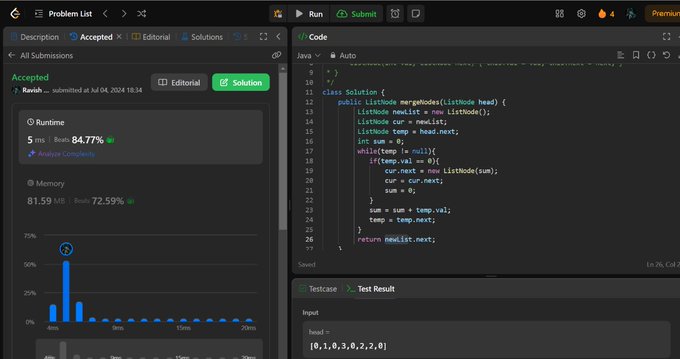 Problem List
Run
Submit
4
Premium
Description
Accepted
Editorial
Solutions
All Submissions
Accepted
Ravish ... submitted at Jul 04, 2024 18:34
Editorial
Solution
Runtime
5 ms | Beats 84.77%
Analyze Complexity
Memory
81.59 MB | Beats 72.59%
75%
50%
25%
0%
4ms
9ms
15ms
20ms
4ms
9ms
15ms
20ms
Code
Java
Auto
9 * }
10 */
11 class Solution {
12 public ListNode mergeNodes(ListNode head) {
13 ListNode newList = new ListNode();
14 ListNode cur = newList;
15 ListNode temp = head.next;
16 int sum = 0;
17 while(temp != null){
18 if(temp.val == 0){
19 cur.next = new ListNode(sum);
20 cur = cur.next;
21 sum = 0;
22 }
23 sum = sum + temp.val;
24 temp = temp.next;
25 }
26 return newList.next;
}
Saved
Ln 26, Col 2
Testcase
Test Result
Input
head =
[0,1,0,3,0,2,2,0]